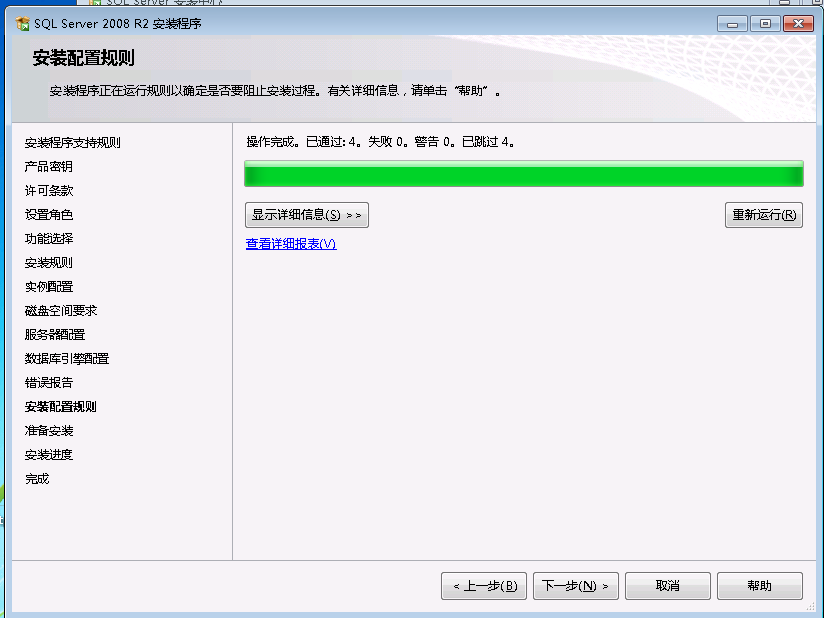 SQL Server 安装中心
SQL Server 2008 R2 安装程序
安装配置规则
安装程序正在运行规则以确定是否要阻止安装过程。有关详细信息，请单击“帮助”。
安装程序支持规则
产品密钥
许可条款
设置角色
功能选择
安装规则
实例配置
磁盘空间要求
服务器配置
数据库引擎配置
错误报告
安装配置规则
准备安装
安装进度
完成
操作完成。已通过: 4。失败 0。警告 0。已跳过 4。
显示详细信息(S) >>
重新运行(R)
查看详细报表(V)
< 上一步(B)
下一步(N) >
取消
帮助